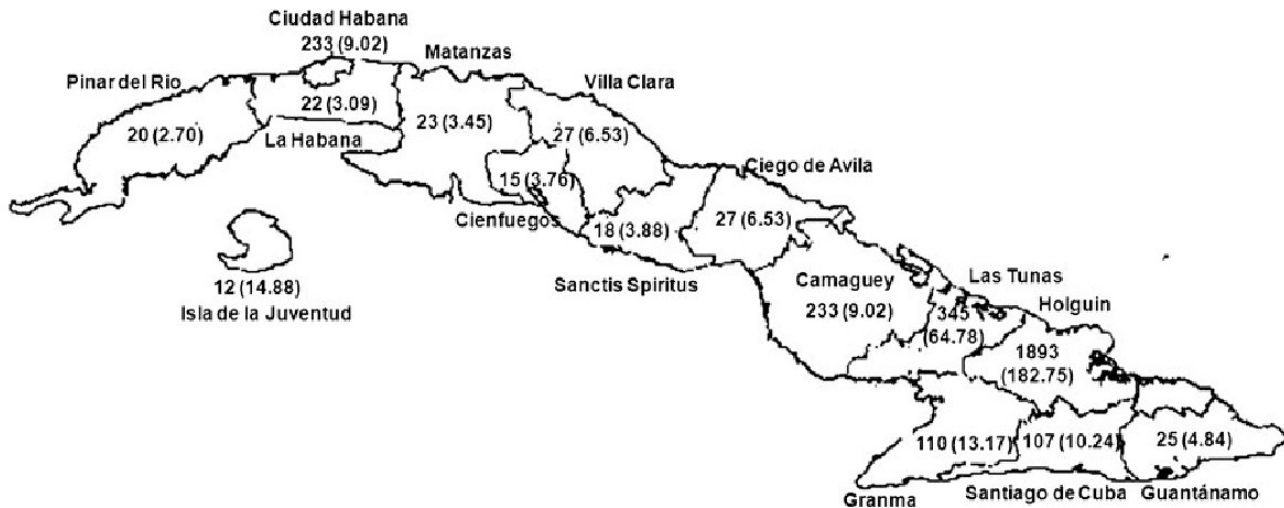 Ciudad Habana
233 (9.02)
Matanzas
Pinar del Rio
Villa Clara
22 (3.09)
20 (2.70)
La Habana
23 (3.45)
27 (6.53)
Ciego de Avila
15 (3.76)
Cienfuegos
18 (3.88)
27 (6.53)
Sanctis Spiritus
12 (14.88)
Isla de la Juventud
Camaguey
233 (9.02)
Las Tunas
345
(64.78)
Holguin
1893
(182.75)
110 (13.17)
107 (10.24)
25 (4.84)
Granma
Santiago de Cuba
Guantánamo